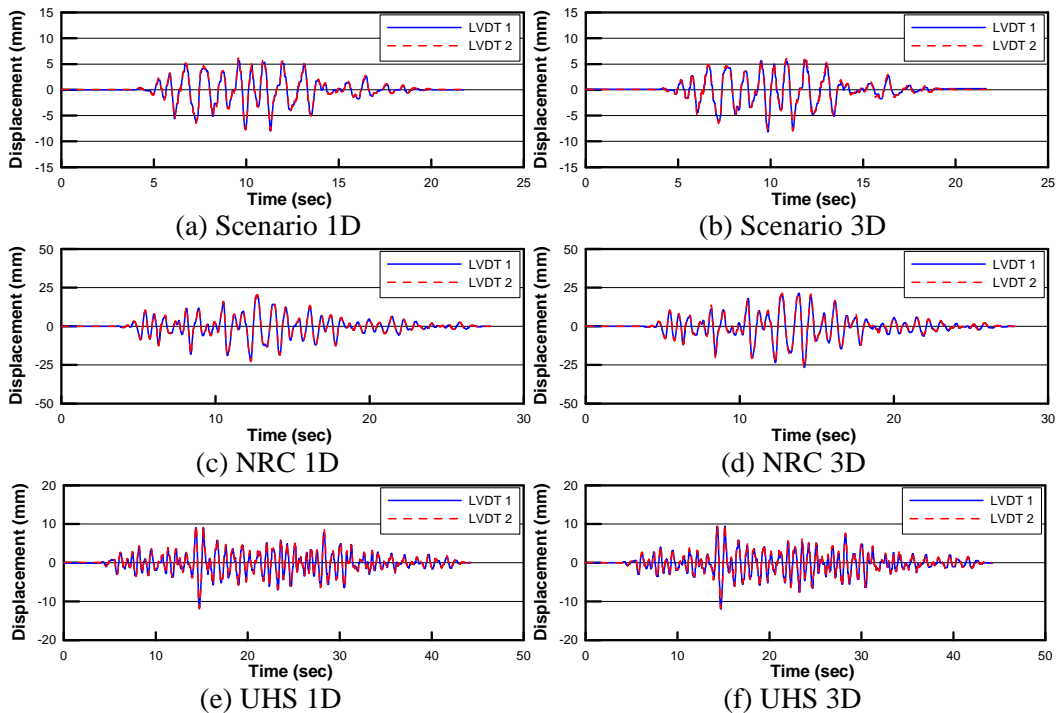 15
10
5
0
-5
-10
-15
Displacement (mm)
LVDT 1
LVDT 2
0 5 10 15 20 25
Time (sec)
(a) Scenario 1D
15
10
5
0
-5
-10
-15
Displacement (mm)
LVDT 1
LVDT 2
0 5 10 15 20 25
Time (sec)
(b) Scenario 3D
50
25
0
-25
-50
Displacement (mm)
LVDT 1
LVDT 2
0 10 20 30
Time (sec)
(c) NRC 1D
50
25
0
-25
-50
Displacement (mm)
LVDT 1
LVDT 2
0 10 20 30
Time (sec)
(d) NRC 3D
20
10
0
-10
-20
Displacement (mm)
LVDT 1
LVDT 2
0 10 20 30 40 50
Time (sec)
(e) UHS 1D
20
10
0
-10
-20
Displacement (mm)
LVDT 1
LVDT 2
0 10 20 30 40 50
Time (sec)
(f) UHS 3D